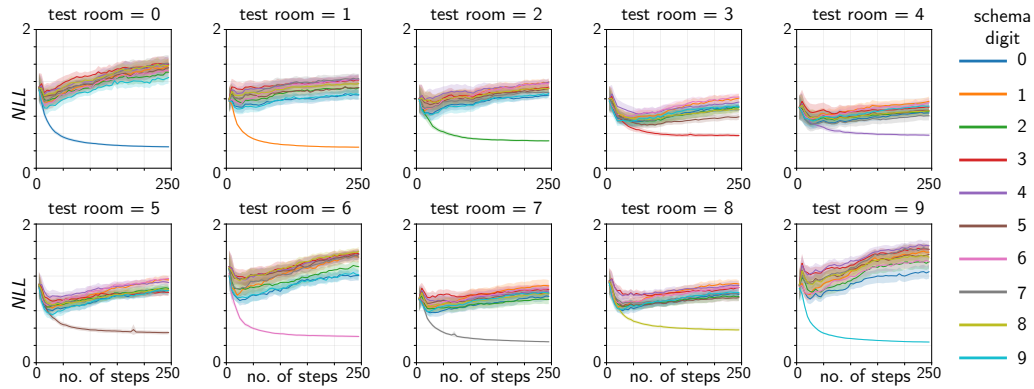 test room = 0
test room = 1
test room = 2
test room = 3
test room = 4
schema
digit
2
2
2
2
2
NLL
0
0
0
0
0
0 250
0 250
0 250
0 250
0 250
test room = 5
test room = 6
test room = 7
test room = 8
test room = 9
2
2
2
2
2
NLL
0
0
0
0
0
0 no. of steps 250
0 no. of steps 250
0 no. of steps 250
0 no. of steps 250
0 no. of steps 250
0
1
2
3
4
5
6
7
8
9